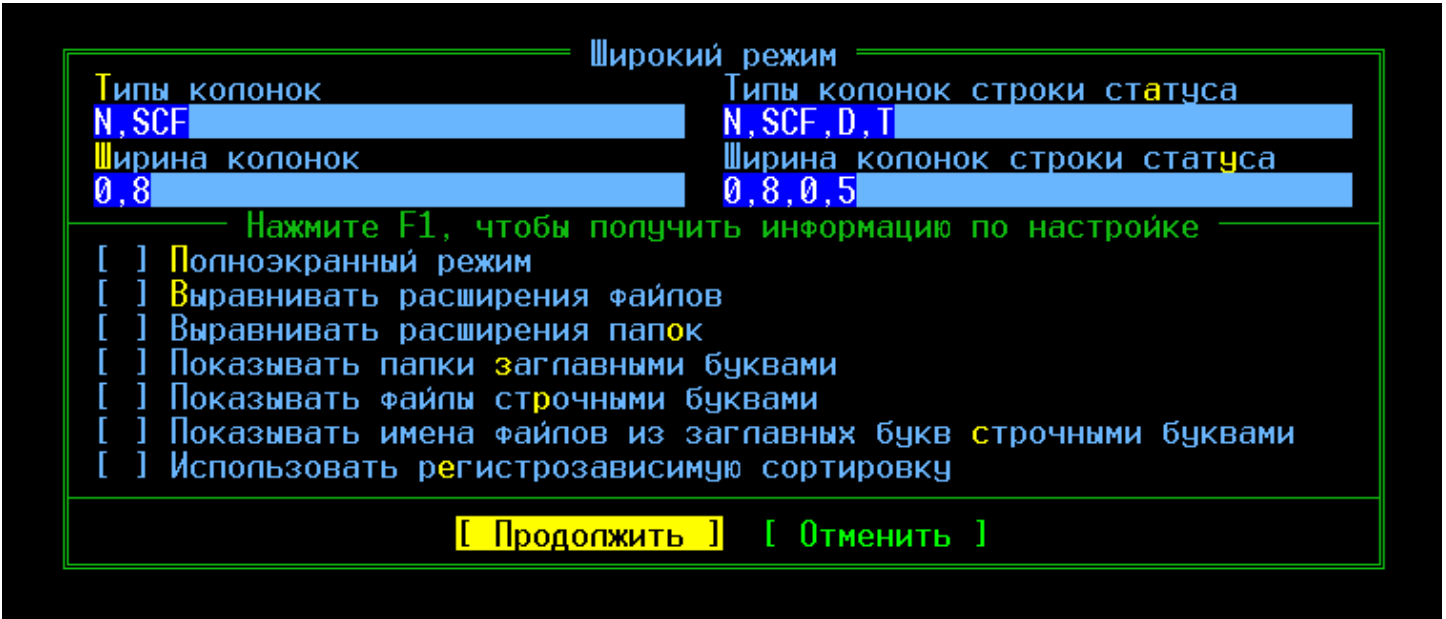 Широкий режим
Типы колонок Типы колонок строки статуса
N,SCF N,SCF,D,T
Ширина колонок Ширина колонок строки статуса
0,8 0,8,0,5
Нажмите F1, чтобы получить информацию по настройке
[ ] Полноэкранный режим
[ ] Выравнивать расширения файлов
[ ] Выравнивать расширения папок
[ ] Показывать папки заглавными буквами
[ ] Показывать файлы строчными буквами
[ ] Показывать имена файлов из заглавных букв строчными буквами
[ ] Использовать регистрозависимую сортировку
[ Продолжить ] [ Отменить ]